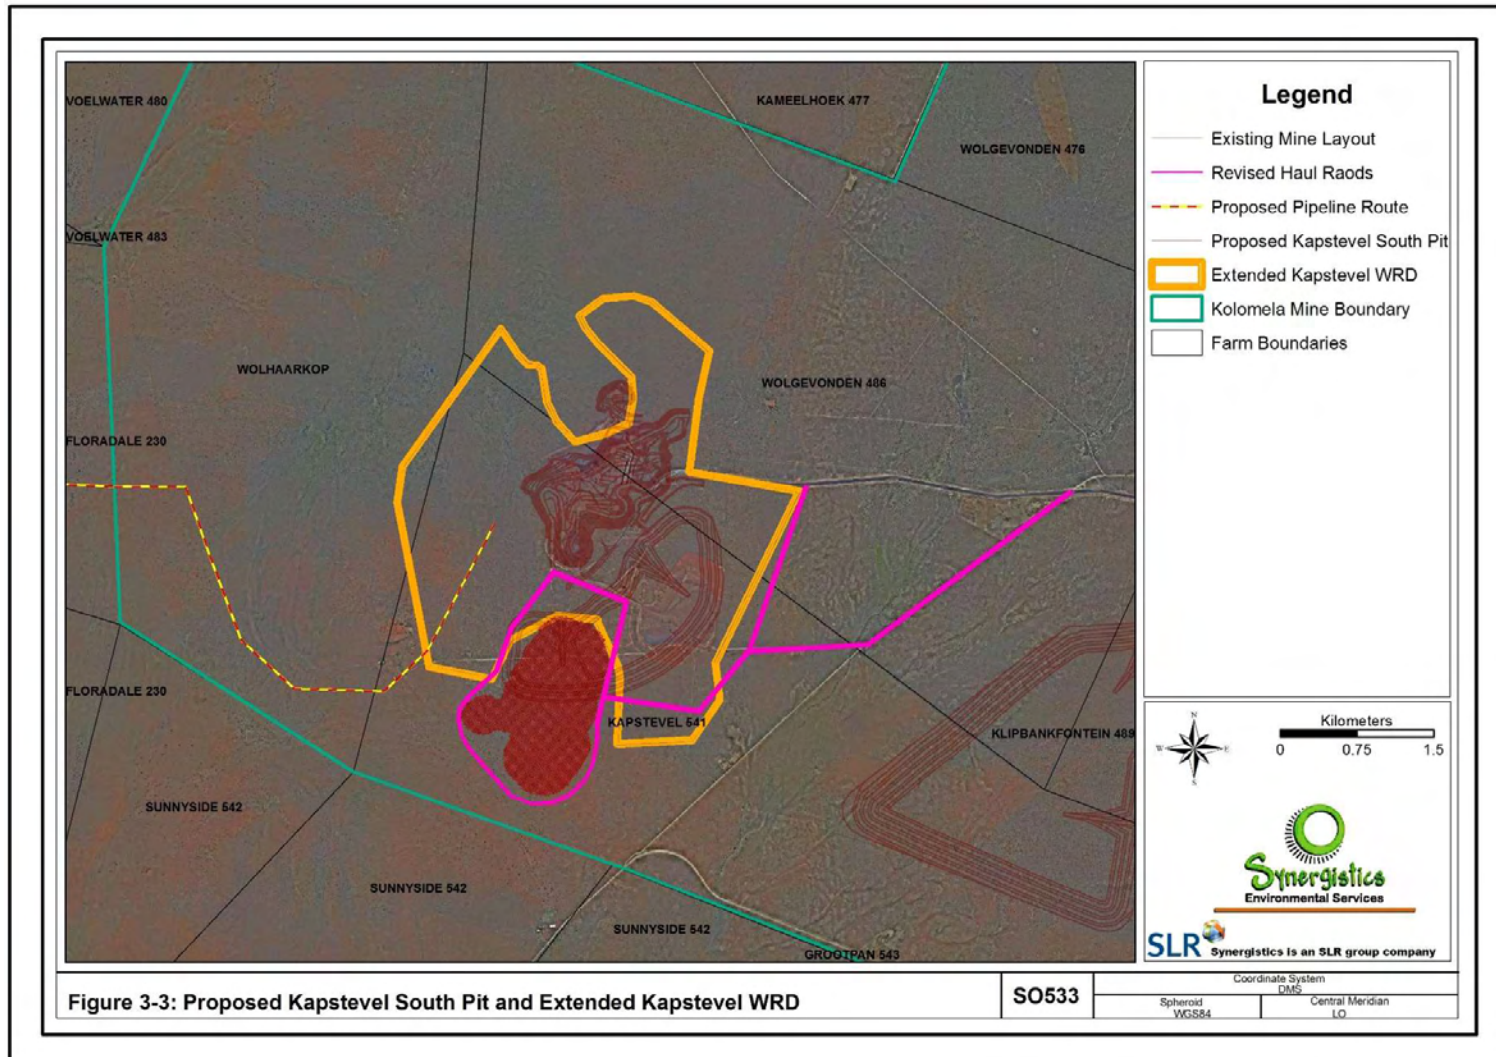 VOELWATER 480
KAMEELHOEK 477
WOLGEVONDEN 476
VOELWATER 483
WOLHAARKOP
WOLGEVONDEN 486
FLORADALE 230
FLORADALE 230
KAPSTEVEL 541
KLIPBANKFONTEIN 489
SUNNYSIDE 542
SUNNYSIDE 542
SUNNYSIDE 542
GROOTPAN 543
Legend
Existing Mine Layout
Revised Haul Raods
Proposed Pipeline Route
Proposed Kapstevel South Pit
Extended Kapstevel WRD
Kolomela Mine Boundary
Farm Boundaries
N
W E
S
Kilometers
0 0.75 1.5
Synergistics
Environmental Services
SLR Synergistics is an SLR group company
Figure 3-3: Proposed Kapstevel South Pit and Extended Kapstevel WRD
SO533
Coordinate System
DMS
Spheroid
WGS84
Central Meridian
LO